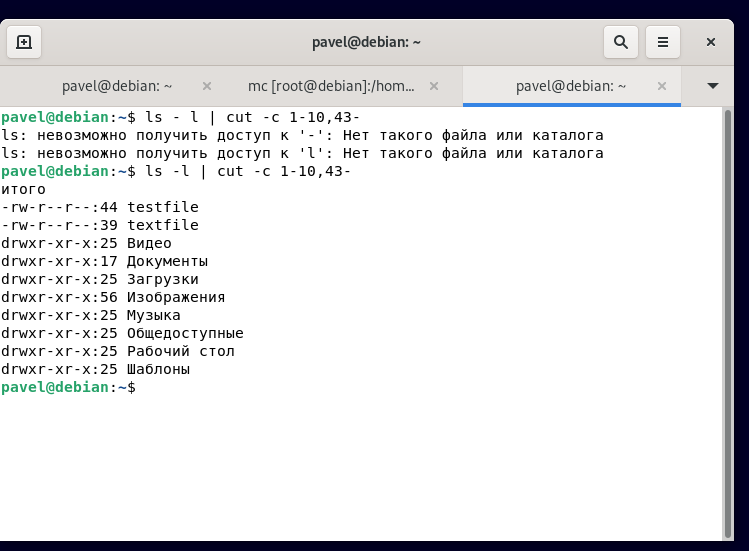 pavel@debian: ~
pavel@debian: ~
mc [root@debian]:/hom...
pavel@debian: ~
pavel@debian:~$ ls - l | cut -c 1-10,43-
ls: невозможно получить доступ к '-': Нет такого файла или каталога
ls: невозможно получить доступ к 'l': Нет такого файла или каталога
pavel@debian:~$ ls -l | cut -c 1-10,43-
итого
-rw-r--r--:44 testfile
-rw-r--r--:39 textfile
drwxr-xr-x:25 Видео
drwxr-xr-x:17 Документы
drwxr-xr-x:25 Загрузки
drwxr-xr-x:56 Изображения
drwxr-xr-x:25 Музыка
drwxr-xr-x:25 Общедоступные
drwxr-xr-x:25 Рабочий стол
drwxr-xr-x:25 Шаблоны
pavel@debian:~$